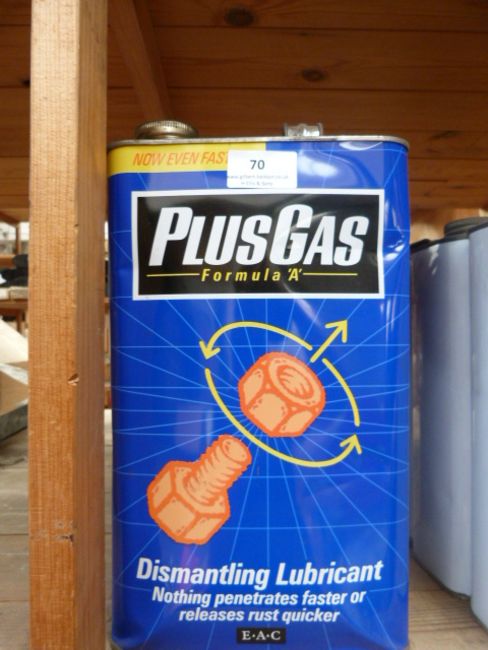 NOW EVEN FAS
70
PLUSGAS
Formula 'A'
Dismantling Lubricant
Nothing penetrates faster or
releases rust quicker
E·A·C